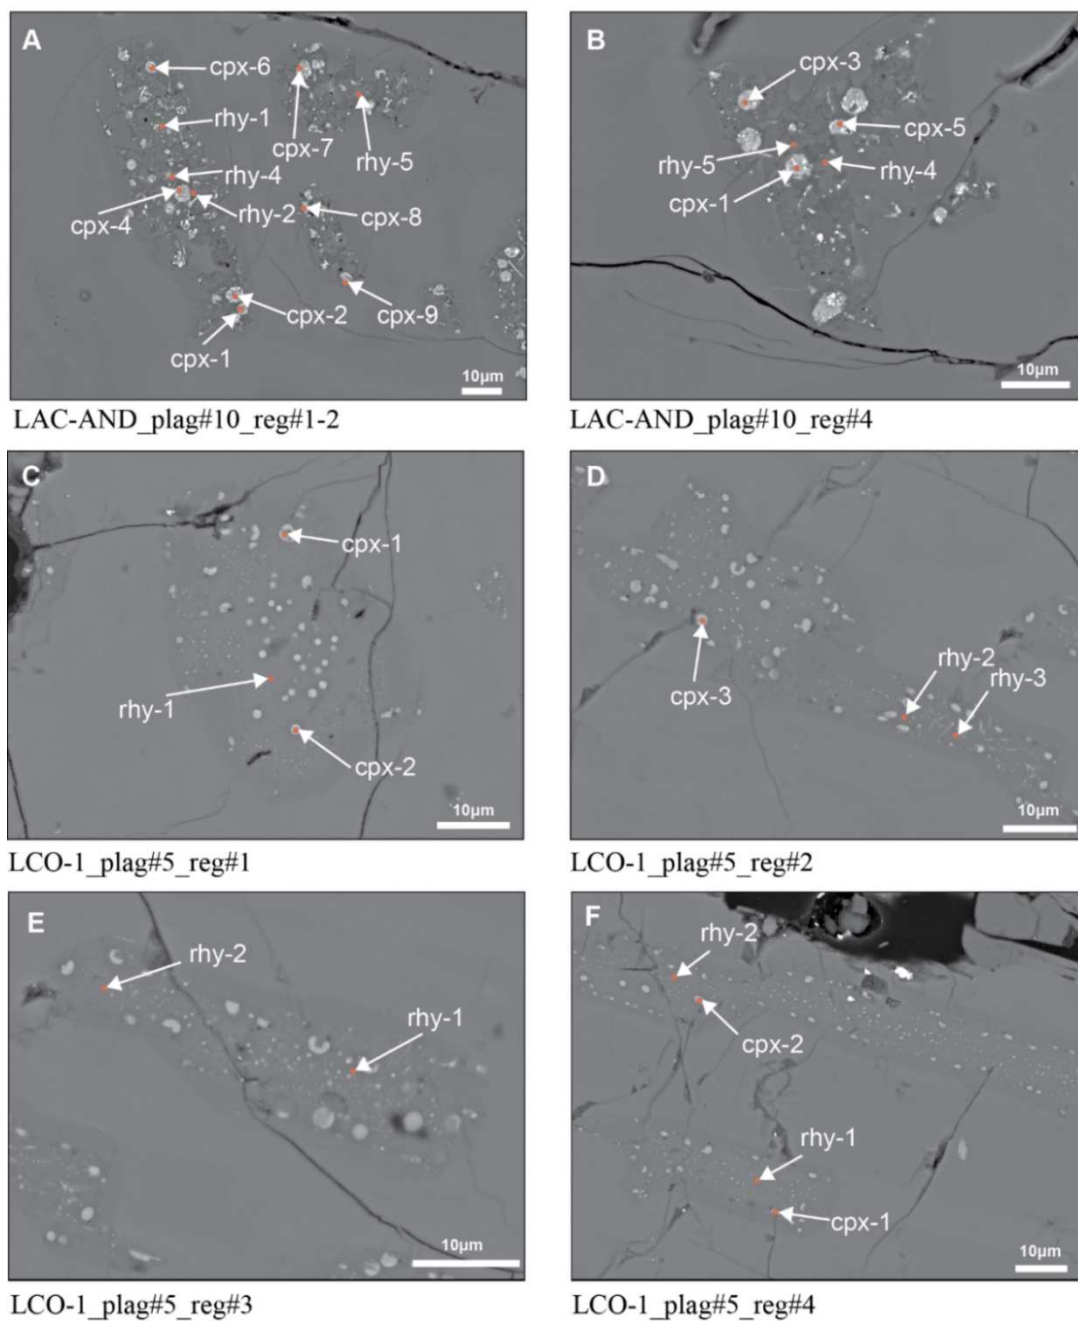 A
cpx-6
rhy-1
cpx-7
rhy-5
rhy-4
cpx-4
rhy-2
cpx-8
cpx-2
cpx-9
cpx-1
10µm
LAC-AND_plag#10_reg#1-2
B
cpx-3
cpx-5
rhy-5
rhy-4
cpx-1
10µm
LAC-AND_plag#10_reg#4
C
cpx-1
rhy-1
cpx-2
10µm
LCO-1_plag#5_reg#1
D
cpx-3
rhy-2
rhy-3
10µm
LCO-1_plag#5_reg#2
E
rhy-2
rhy-1
10µm
LCO-1_plag#5_reg#3
F
rhy-2
cpx-2
rhy-1
cpx-1
10µm
LCO-1_plag#5_reg#4